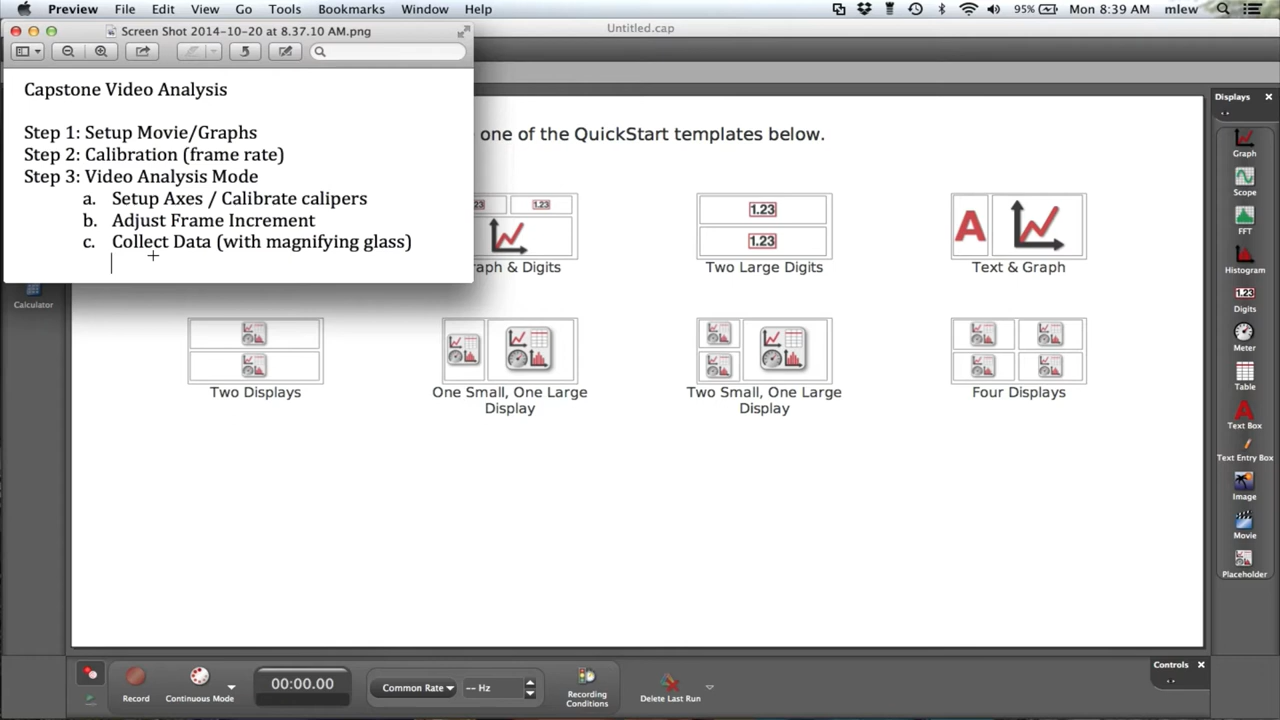 Preview File Edit View Go Tools Bookmarks Window Help
95% Mon 8:39 AM mlew
Screen Shot 2014-10-20 at 8.37.10 AM.png
Untitled.cap
Capstone Video Analysis
Step 1: Setup Movie/Graphs
Step 2: Calibration (frame rate)
Step 3: Video Analysis Mode
a. Setup Axes / Calibrate calipers
b. Adjust Frame Increment
c. Collect Data (with magnifying glass)
one of the QuickStart templates below.
1.23
1.23
1.23
A
raph & Digits
Two Large Digits
Text & Graph
Calculator
Two Displays
One Small, One Large
Display
Two Small, One Large
Display
Four Displays
Displays
Graph
Scope
FFT
Histogram
1.23
Digits
Meter
Table
A
Text Box
Text Entry Box
Image
Movie
Placeholder
Record
Continuous Mode
00:00.00
Common Rate
-- Hz
Recording
Conditions
Delete Last Run
Controls